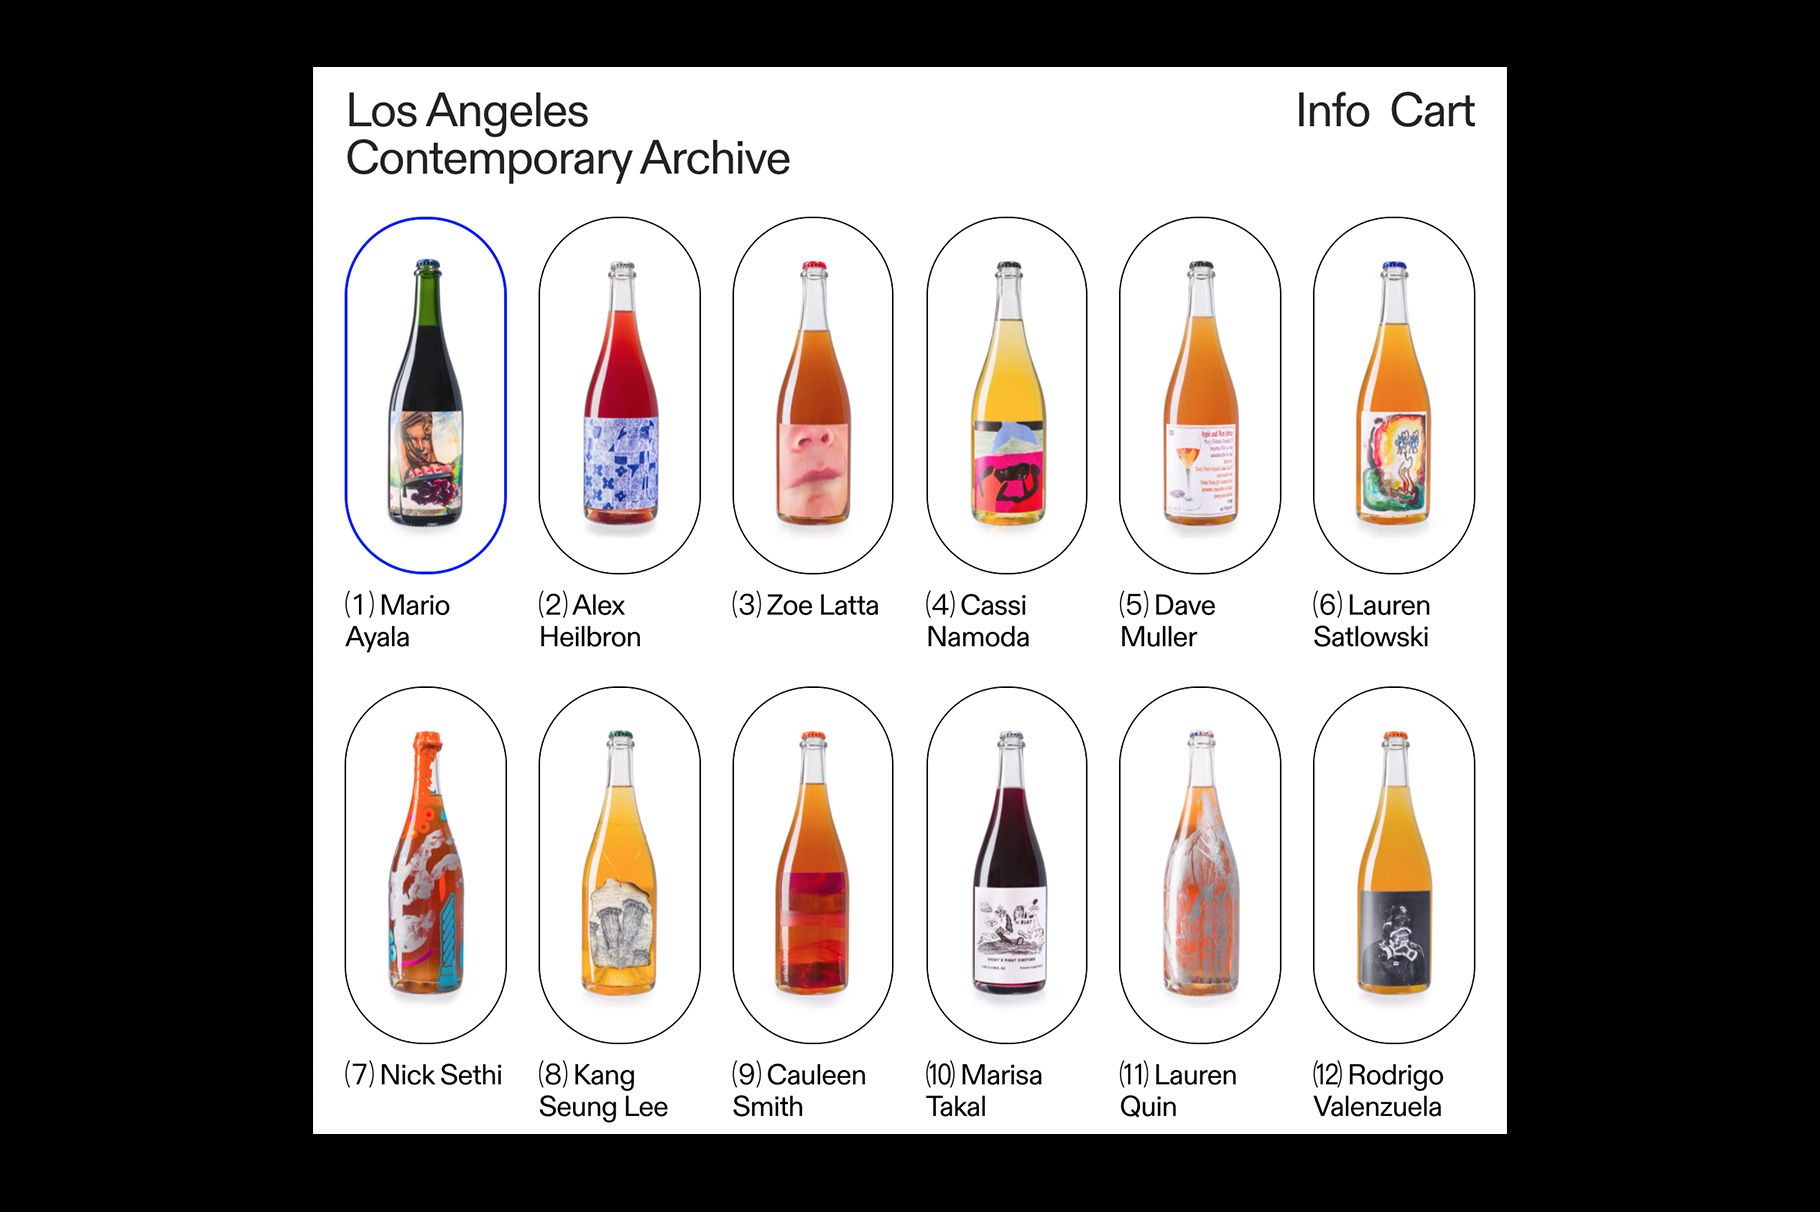 Los Angeles
Contemporary Archive
Info Cart
(1) Mario
Ayala
(2) Alex
Heilbron
(3) Zoe Latta
(4) Cassi
Namoda
(5) Dave
Muller
(6) Lauren
Satlowski
(7) Nick Sethi
(8) Kang
Seung Lee
(9) Cauleen
Smith
(10) Marisa
Takal
(11) Lauren
Quin
(12) Rodrigo
Valenzuela